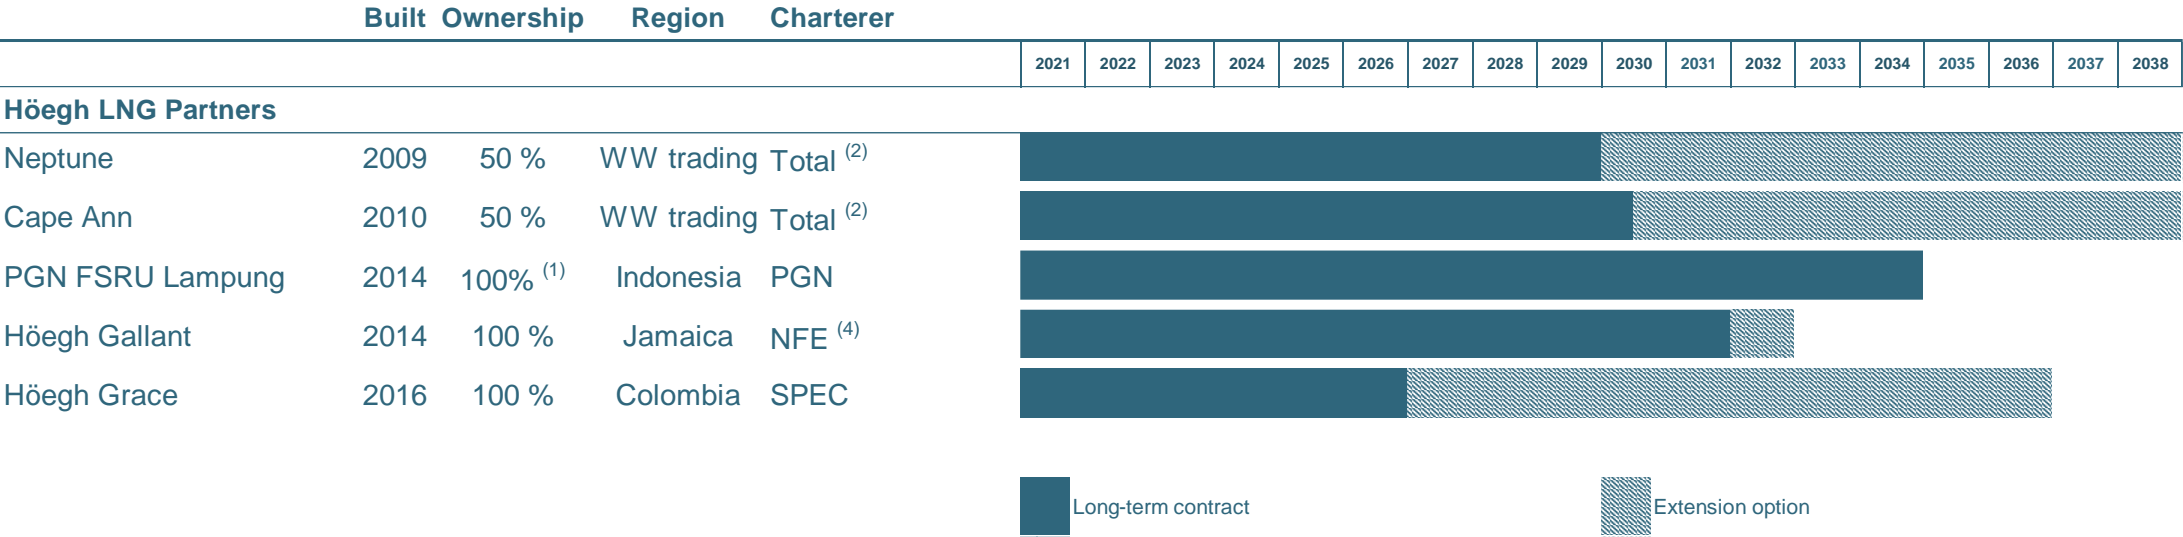 Built Ownership Region Charterer
2021 2022 2023 2024 2025 2026 2027 2028 2029 2030 2031 2032 2033 2034 2035 2036 2037 2038
Höegh LNG Partners
Neptune 2009 50 % WW trading Total (2)
Cape Ann 2010 50 % WW trading Total (2)
PGN FSRU Lampung 2014 100% (1) Indonesia PGN
Höegh Gallant 2014 100 % Jamaica NFE (4)
Höegh Grace 2016 100 % Colombia SPEC
Long-term contract Extension option